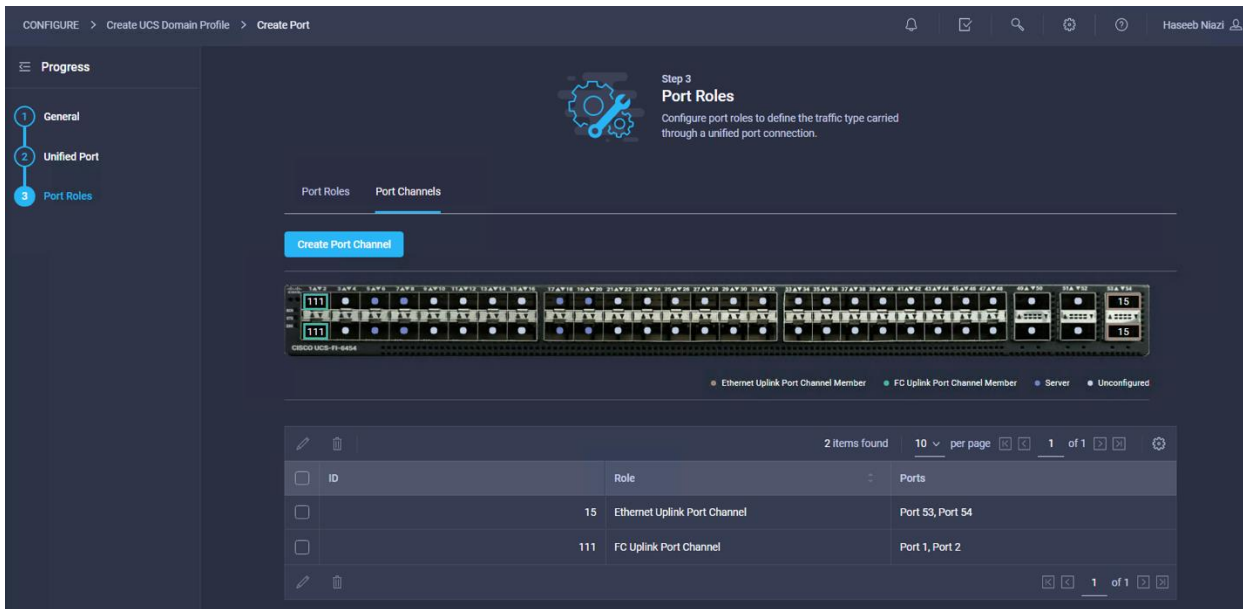 CONFIGURE > Create UCS Domain Profile > Create Port
Haseeb Niazi
Progress
1 General
2 Unified Port
3 Port Roles
Step 3
Port Roles
Configure port roles to define the traffic type carried
through a unified port connection.
Port Roles Port Channels
Create Port Channel
111 15
111 15
CISCO UCS-FI-6454
Ethernet Uplink Port Channel Member FC Uplink Port Channel Member Server Unconfigured
2 items found 10 per page 1 of 1
ID Role Ports
15 Ethernet Uplink Port Channel Port 53, Port 54
111 FC Uplink Port Channel Port 1, Port 2
1 of 1